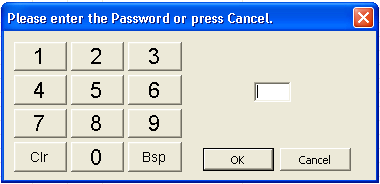 Please enter the Password or press Cancel.
1 2 3
4 5 6
7 8 9
Clr 0 Bsp
OK Cancel